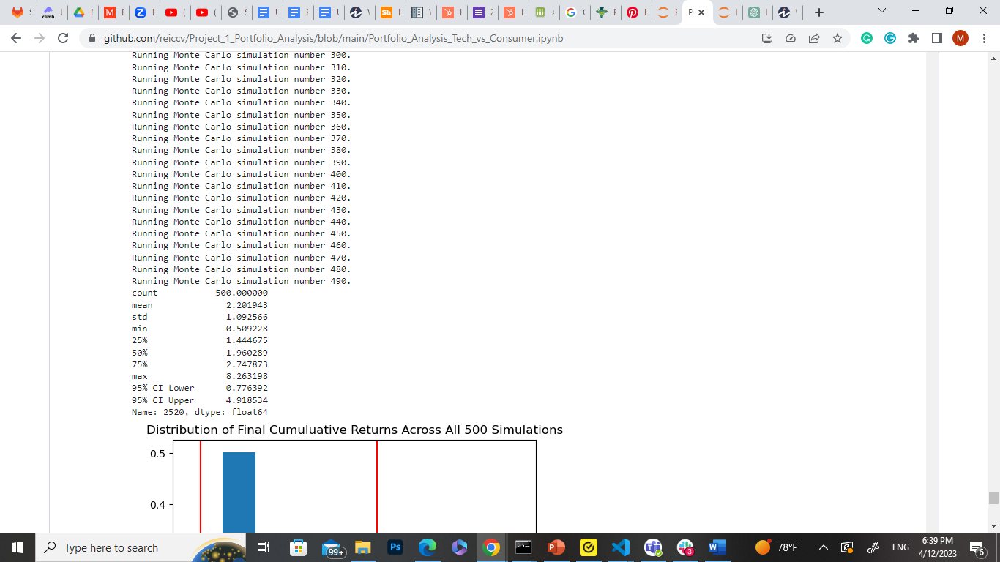 github.com/reiccv/Project_1_Portfolio_Analysis/blob/main/Portfolio_Analysis_Tech_vs_Consumer.ipynb
M
Running Monte Carlo simulation number 300.
Running Monte Carlo simulation number 310.
Running Monte Carlo simulation number 320.
Running Monte Carlo simulation number 330.
Running Monte Carlo simulation number 340.
Running Monte Carlo simulation number 350.
Running Monte Carlo simulation number 360.
Running Monte Carlo simulation number 370.
Running Monte Carlo simulation number 380.
Running Monte Carlo simulation number 390.
Running Monte Carlo simulation number 400.
Running Monte Carlo simulation number 410.
Running Monte Carlo simulation number 420.
Running Monte Carlo simulation number 430.
Running Monte Carlo simulation number 440.
Running Monte Carlo simulation number 450.
Running Monte Carlo simulation number 460.
Running Monte Carlo simulation number 470.
Running Monte Carlo simulation number 480.
Running Monte Carlo simulation number 490.
count 500.000000
mean 2.201943
std 1.092566
min 0.509228
25% 1.444675
50% 1.960289
75% 2.747873
max 8.263198
95% CI Lower 0.776392
95% CI Upper 4.918534
Name: 2520, dtype: float64
Distribution of Final Cumuluative Returns Across All 500 Simulations
0.5
0.4
Type here to search
99+
Ps
3
78°F
ENG
6:39 PM
4/12/2023
6